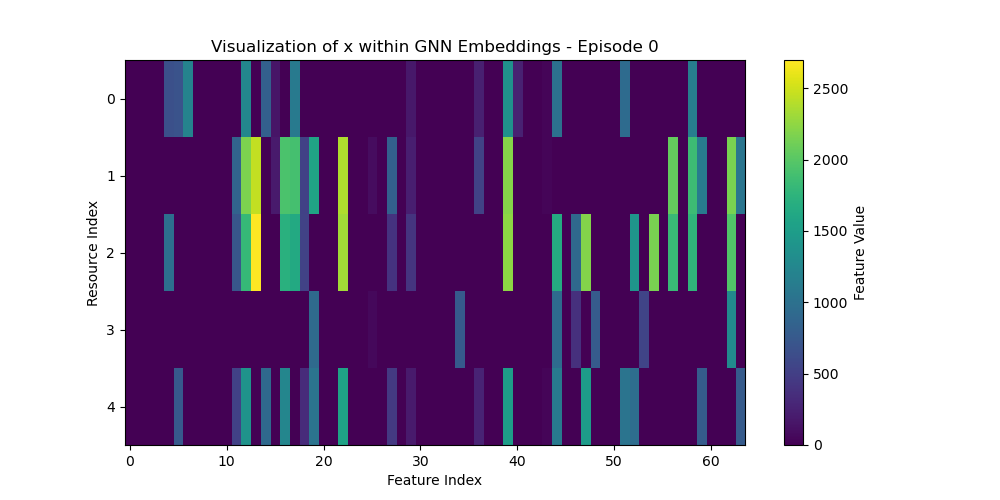 Visualization of x within GNN Embeddings - Episode 0
Resource Index
0
1
2
3
4
0 10 20 30 40 50 60
Feature Index
2500
2000
1500
1000
500
0
Feature Value